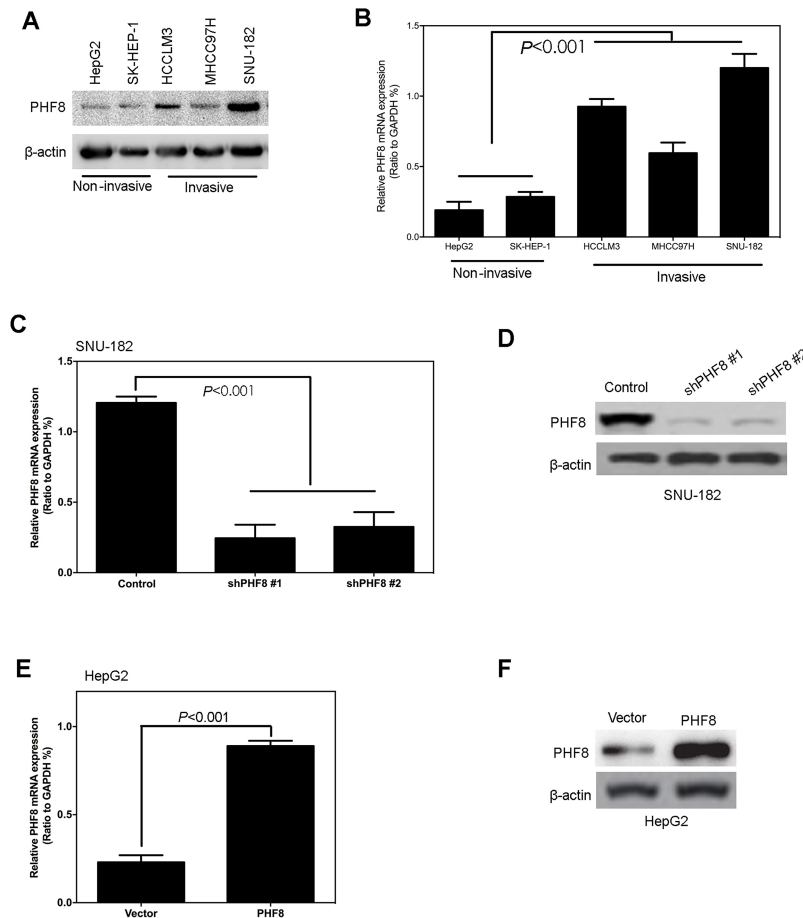 A
HepG2
SK-HEP-1
HCCLM3
MHCC97H
SNU-182
PHF8
β-actin
Non-invasive
Invasive
B
P<0.001
Relative PHF8 mRNA expression
(Ratio to GAPDH %)
1.5
1.0
0.5
0.0
HepG2
SK-HEP-1
HCCLM3
MHCC97H
SNU-182
Non-invasive
Invasive
C
SNU-182
P<0.001
Relative PHF8 mRNA expression
(Ratio to GAPDH %)
1.5
1.0
0.5
0.0
Control
shPHF8 #1
shPHF8 #2
D
Control
shPHF8 #1
shPHF8 #2
PHF8
β-actin
SNU-182
E
HepG2
P<0.001
Relative PHF8 mRNA expression
(Ratio to GAPDH %)
1.0
0.5
0.0
Vector
PHF8
F
Vector
PHF8
PHF8
β-actin
HepG2